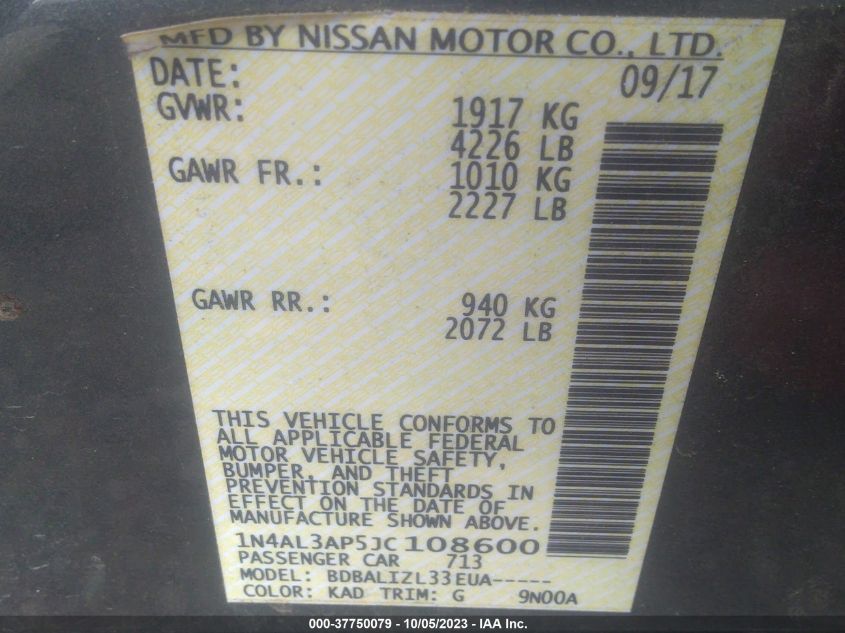 MFD BY NISSAN MOTOR CO., LTD.
DATE: 09/17
GVWR: 1917 KG
4226 LB
GAWR FR.: 1010 KG
2227 LB
GAWR RR.: 940 KG
2072 LB
THIS VEHICLE CONFORMS TO
ALL APPLICABLE FEDERAL
MOTOR VEHICLE SAFETY,
BUMPER, AND THEFT
PREVENTION STANDARDS IN
EFFECT ON THE DATE OF
MANUFACTURE SHOWN ABOVE.
1N4AL3AP5JC108600
PASSENGER CAR 713
MODEL: BDBALIZL33EUA-----
COLOR: KAD TRIM: G 9N00A
000-37750079 - 10/05/2023 - IAA Inc.